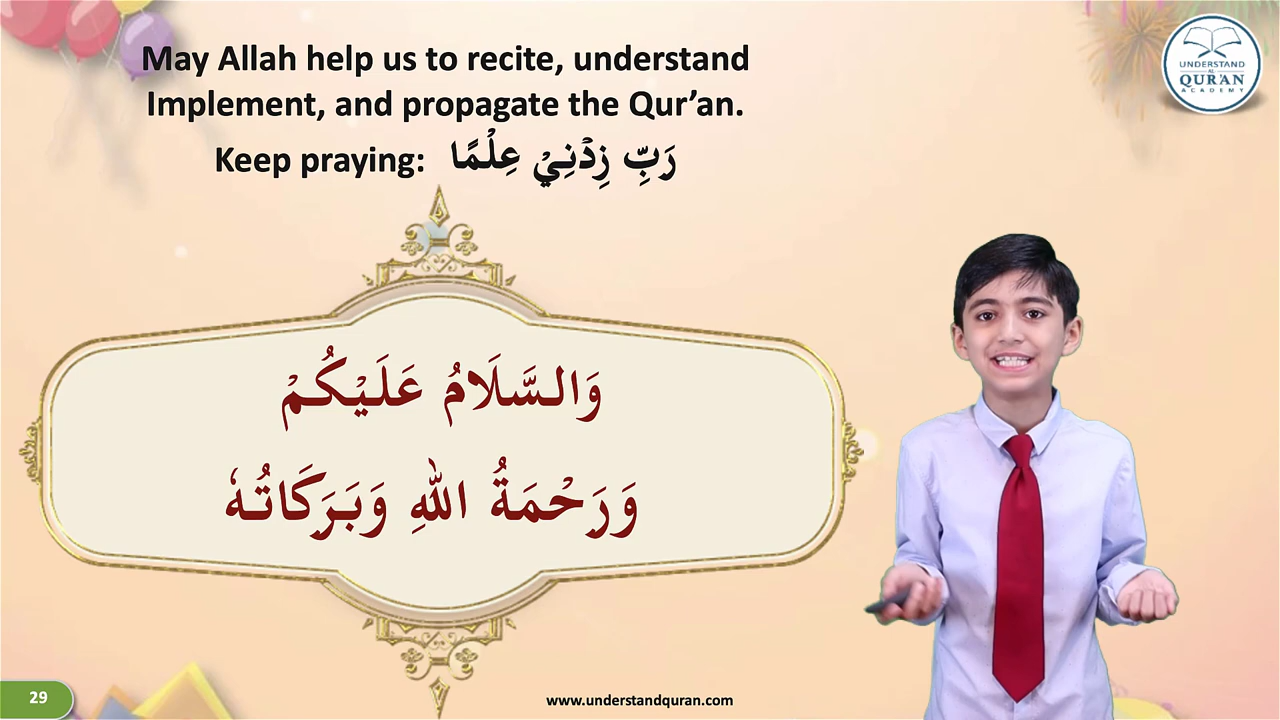 May Allah help us to recite, understand
Implement, and propagate the Qur’an.
Keep praying: رَبِّ زِدْنِيْ عِلْمًا
UNDERSTAND
AL
QUR'AN
ACADEMY
وَالسَّلَامُ عَلَيْكُمْ
وَرَحْمَةُ اللهِ وَبَرَكَاتُهٗ
29
www.understandquran.com